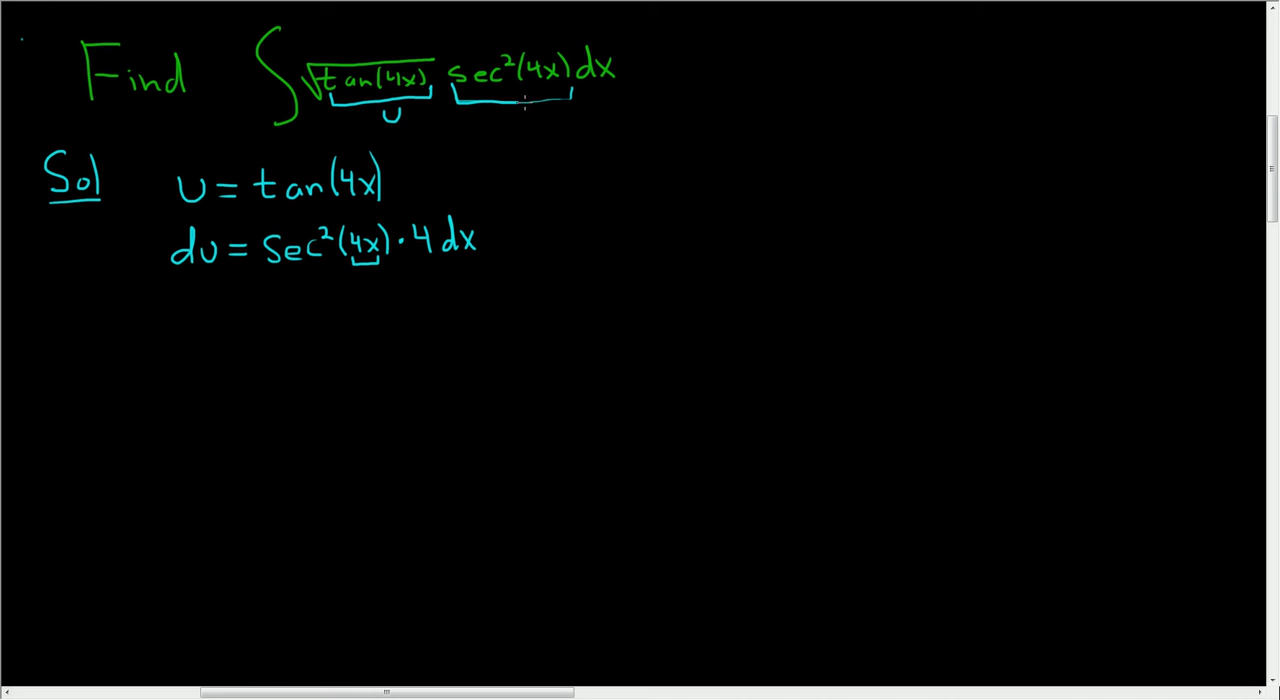 Find ∫√tan(4x) sec²(4x)dx
u
Sol u = tan(4x)
du = sec²(4x) · 4 dx